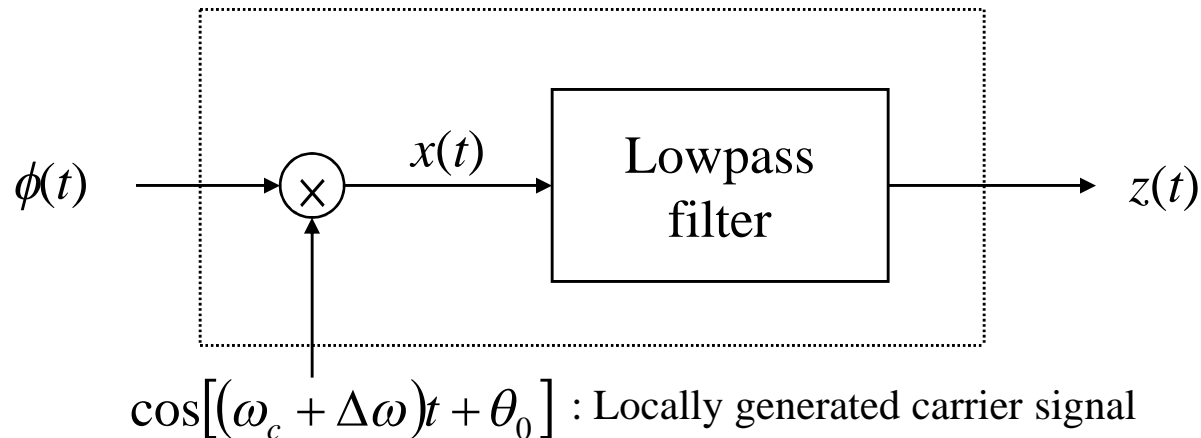 x(t)
Lowpass
filter
ϕ(t)
×
z(t)
cos[(ω_c + Δω)t + θ_0] : Locally generated carrier signal